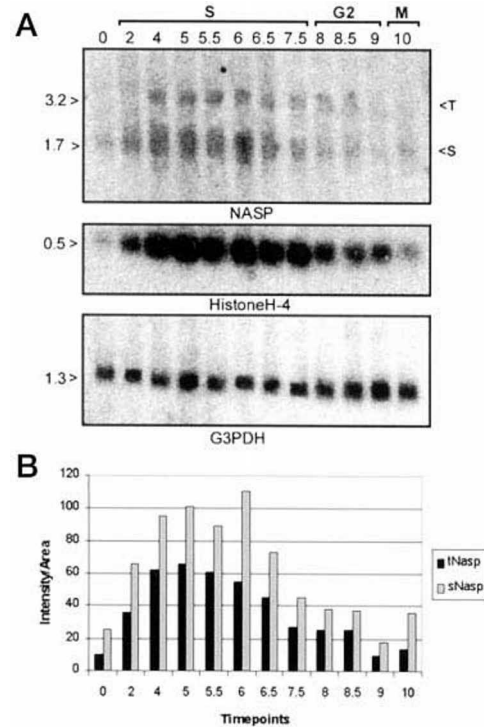 A
S G2 M
0 2 4 5 5.5 6 6.5 7.5 8 8.5 9 10
3.2 > <T
1.7 > <S
NASP
0.5 >
HistoneH-4
1.3 >
G3PDH
B
120
100
80
60
40
20
0
Intensity/Area
0 2 4 5 5.5 6 6.5 7.5 8 8.5 9 10
Timepoints
tNasp
sNasp